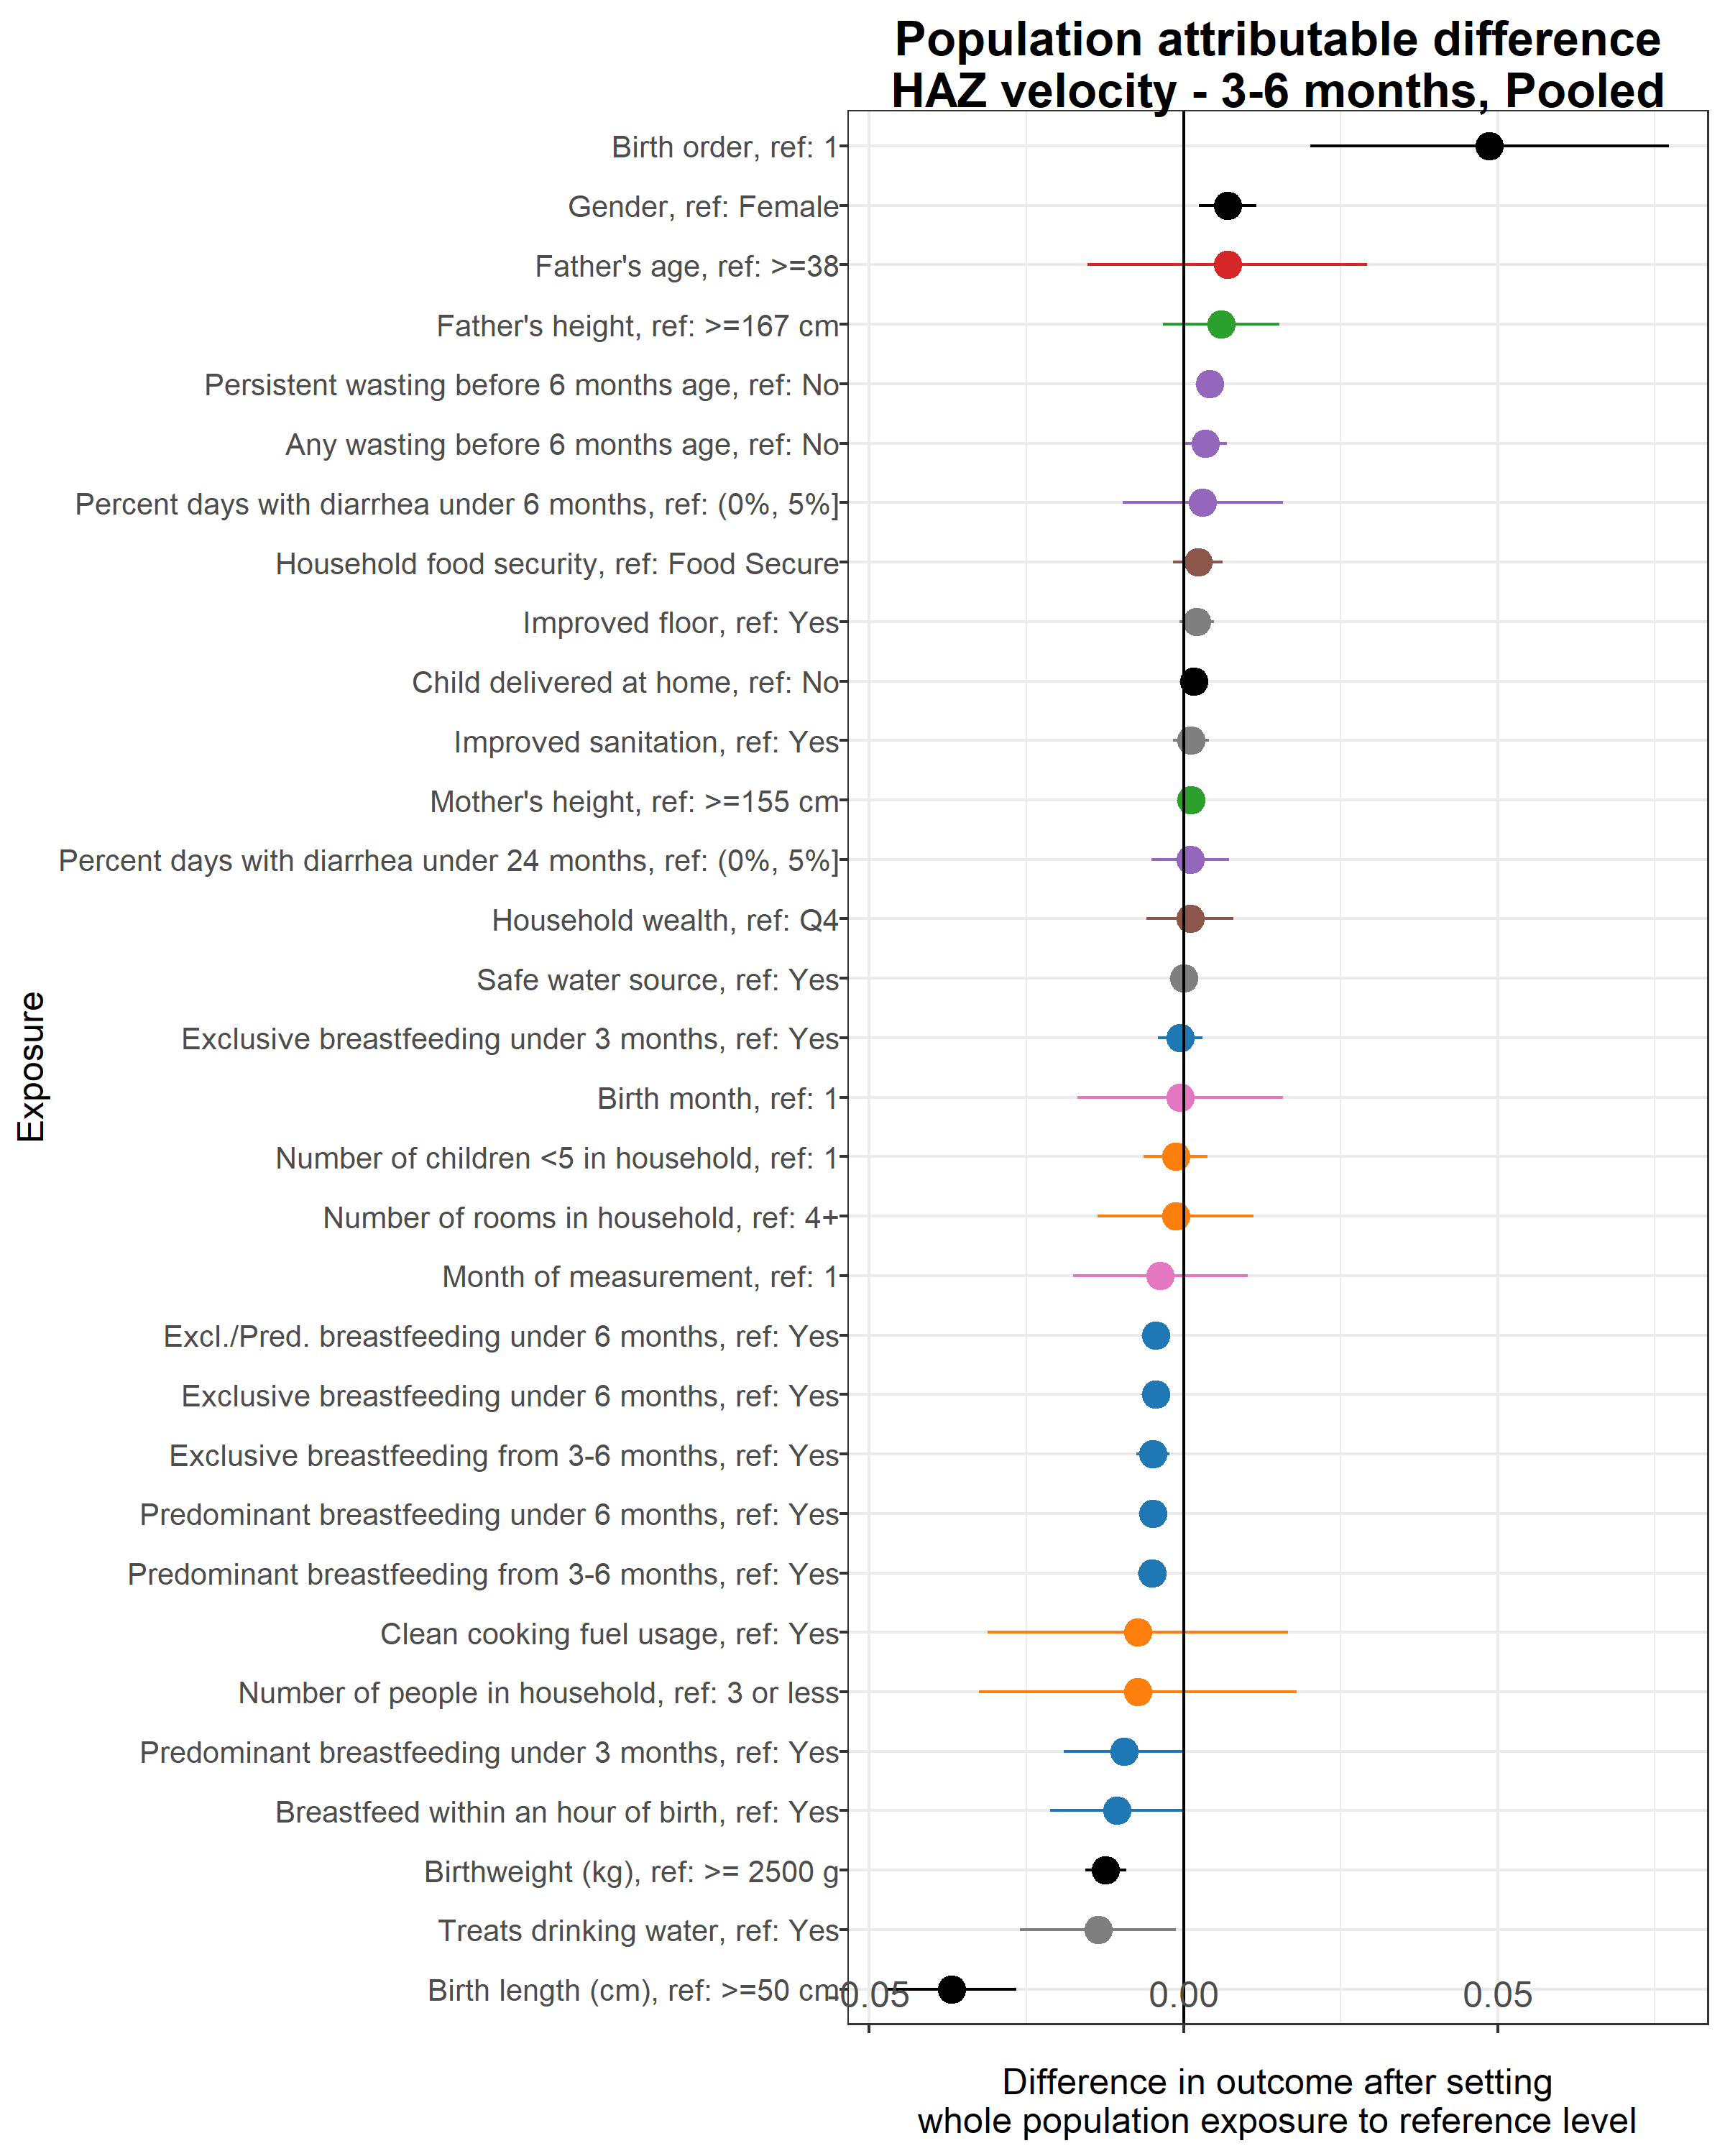 Population attributable difference
HAZ velocity - 3-6 months, Pooled
Birth order, ref: 1
Gender, ref: Female
Father's age, ref: >=38
Father's height, ref: >=167 cm
Persistent wasting before 6 months age, ref: No
Any wasting before 6 months age, ref: No
Percent days with diarrhea under 6 months, ref: (0%, 5%]
Household food security, ref: Food Secure
Improved floor, ref: Yes
Child delivered at home, ref: No
Improved sanitation, ref: Yes
Mother's height, ref: >=155 cm
Percent days with diarrhea under 24 months, ref: (0%, 5%]
Household wealth, ref: Q4
Safe water source, ref: Yes
Exclusive breastfeeding under 3 months, ref: Yes
Birth month, ref: 1
Number of children <5 in household, ref: 1
Number of rooms in household, ref: 4+
Month of measurement, ref: 1
Excl./Pred. breastfeeding under 6 months, ref: Yes
Exclusive breastfeeding under 6 months, ref: Yes
Exclusive breastfeeding from 3-6 months, ref: Yes
Predominant breastfeeding under 6 months, ref: Yes
Predominant breastfeeding from 3-6 months, ref: Yes
Clean cooking fuel usage, ref: Yes
Number of people in household, ref: 3 or less
Predominant breastfeeding under 3 months, ref: Yes
Breastfeed within an hour of birth, ref: Yes
Birthweight (kg), ref: >= 2500 g
Treats drinking water, ref: Yes
Birth length (cm), ref: >=50 cm
Exposure
-0.05 0.00 0.05
Difference in outcome after setting
whole population exposure to reference level